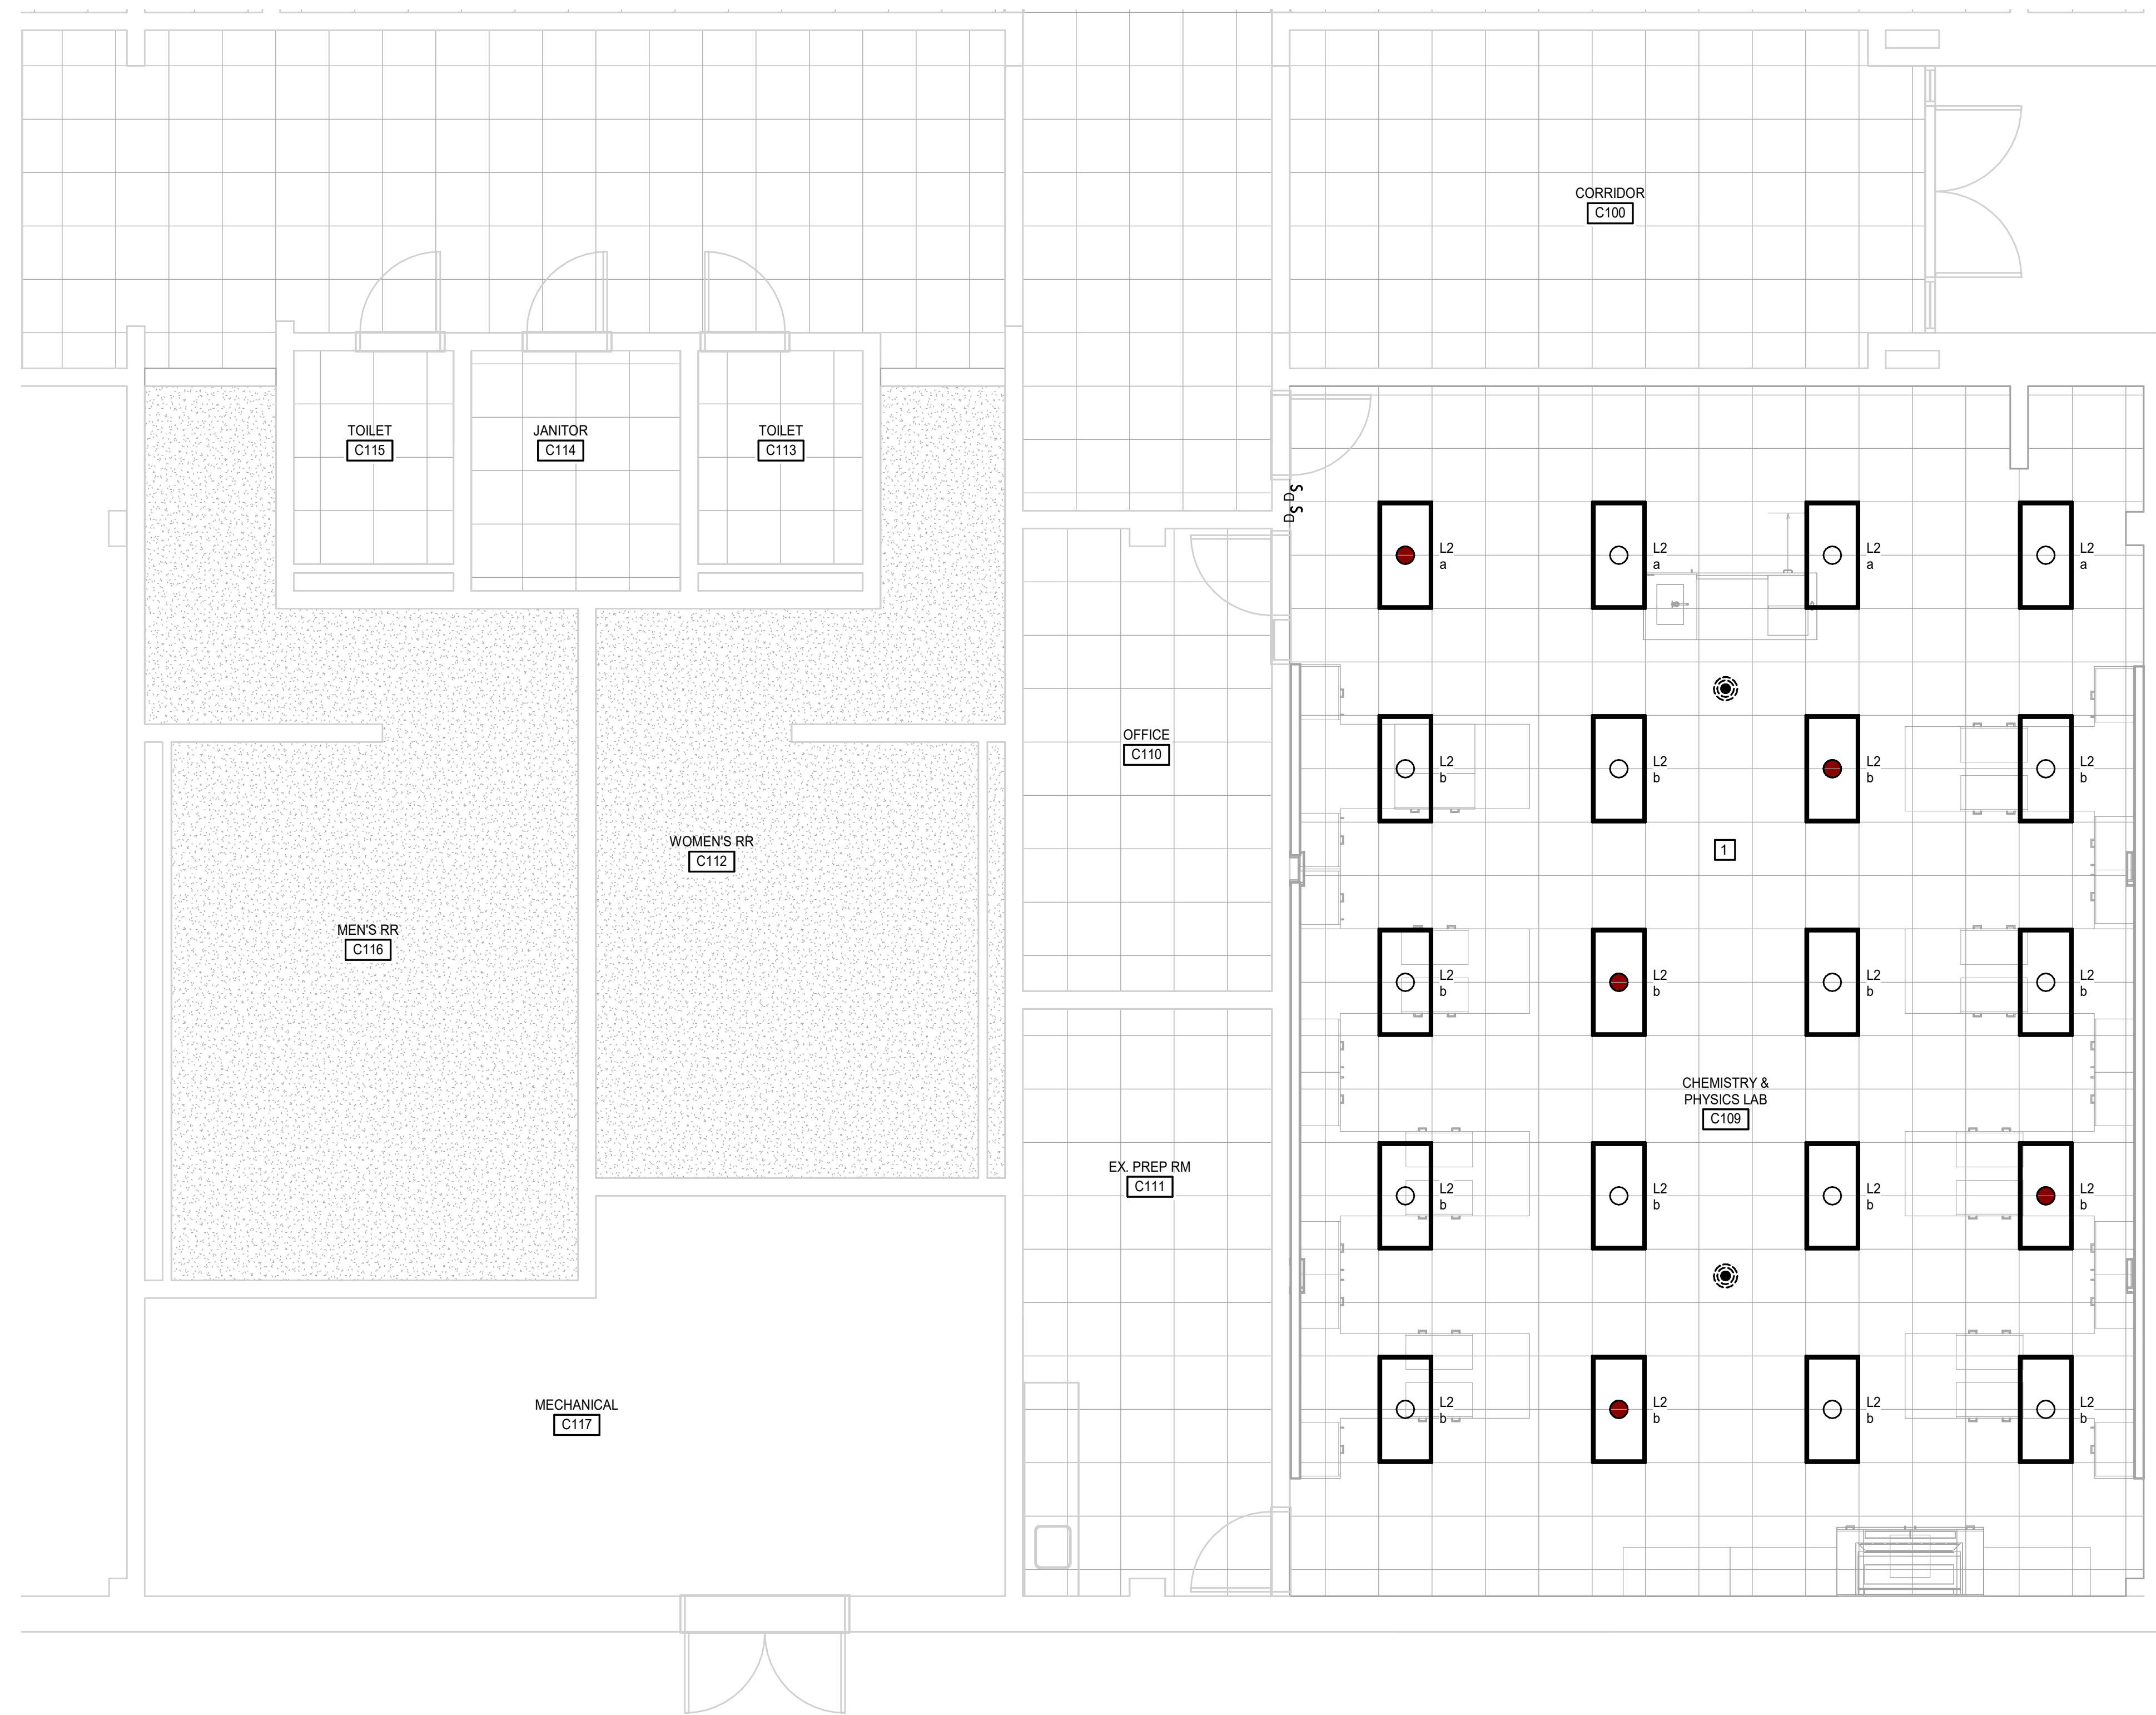 CORRIDOR
C100
TOILET
C115
JANITOR
C114
TOILET
C113
S
D
S
D
L2
a
L2
a
L2
a
L2
a
OFFICE
C110
L2
b
L2
b
L2
b
L2
b
WOMEN'S RR
C112
1
MEN'S RR
C116
L2
b
L2
b
L2
b
L2
b
CHEMISTRY &
PHYSICS LAB
C109
EX. PREP RM
C111
L2
b
L2
b
L2
b
L2
b
MECHANICAL
C117
L2
b
L2
b
L2
b
L2
b